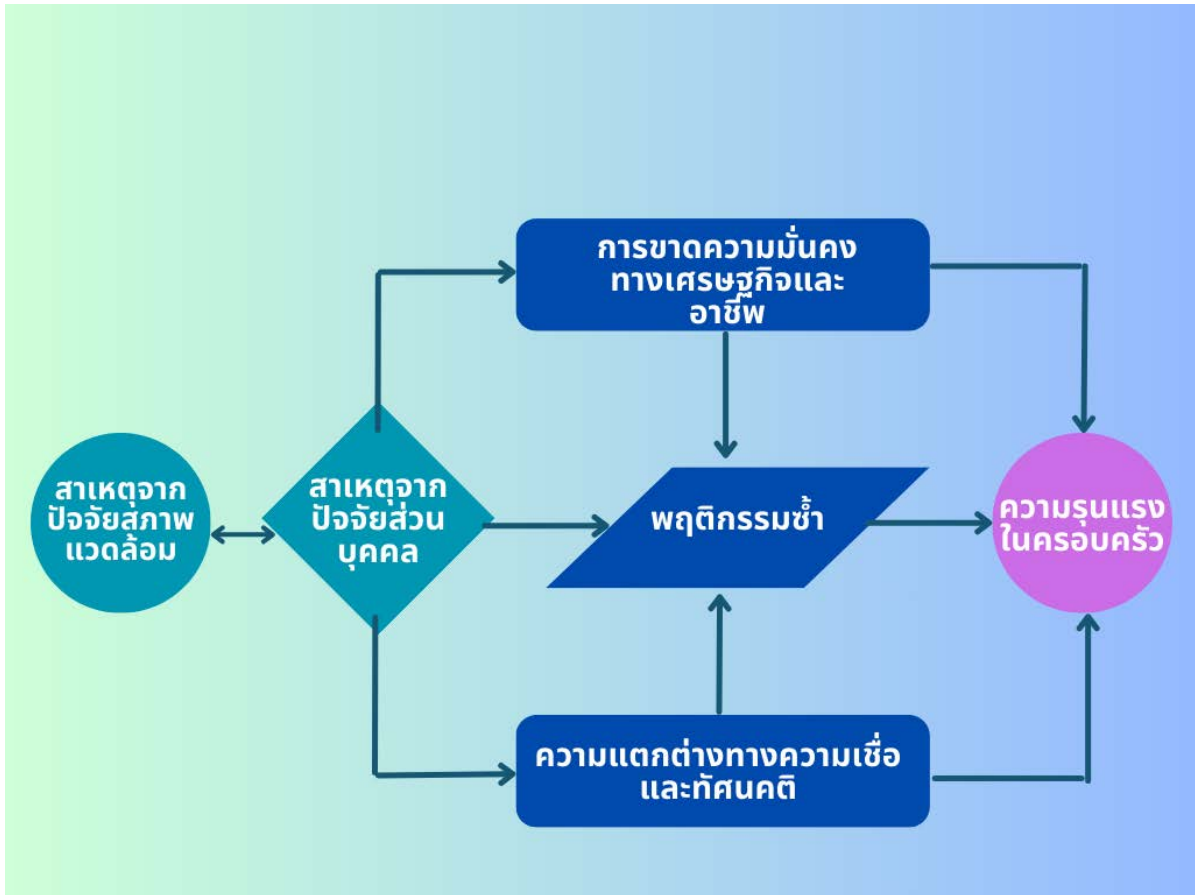 การขาดความมั่นคง
ทางเศรษฐกิจและ
อาชีพ
สาเหตุจาก
ปัจจัยสภาพ
แวดล้อม
สาเหตุจาก
ปัจจัยส่วน
บุคคล
พฤติกรรมซ้ำ
ความรุนแรง
ในครอบครัว
ความแตกต่างทางความเชื่อ
และทัศนคติ